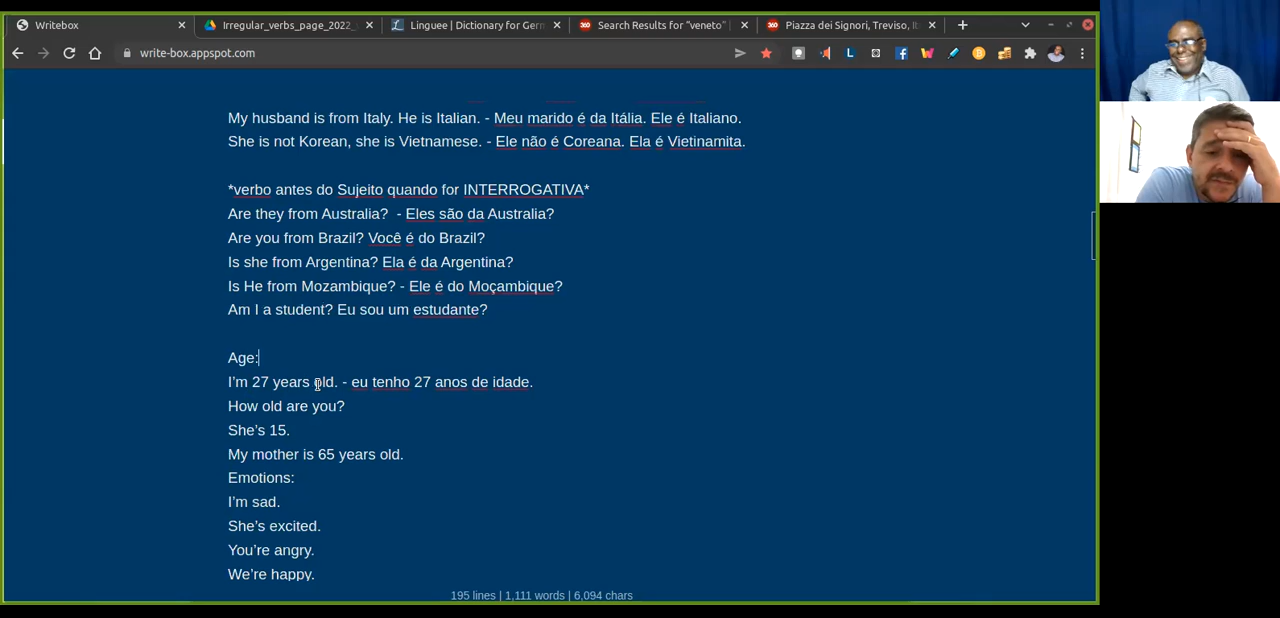 Writebox
Irregular_verbs_page_2022_
Linguee | Dictionary for Germ
Search Results for "veneto"
Piazza dei Signori, Treviso, It
write-box.appspot.com
My husband is from Italy. He is Italian. - Meu marido é da Itália. Ele é Italiano.
She is not Korean, she is Vietnamese. - Ele não é Coreana. Ela é Vietinamita.
*verbo antes do Sujeito quando for INTERROGATIVA*
Are they from Australia?  - Eles são da Australia?
Are you from Brazil? Você é do Brazil?
Is she from Argentina? Ela é da Argentina?
Is He from Mozambique? - Ele é do Moçambique?
Am I a student? Eu sou um estudante?
Age:
I'm 27 years old. - eu tenho 27 anos de idade.
How old are you?
She's 15.
My mother is 65 years old.
Emotions:
I'm sad.
She's excited.
You're angry.
We're happy.
195 lines | 1,111 words | 6,094 chars